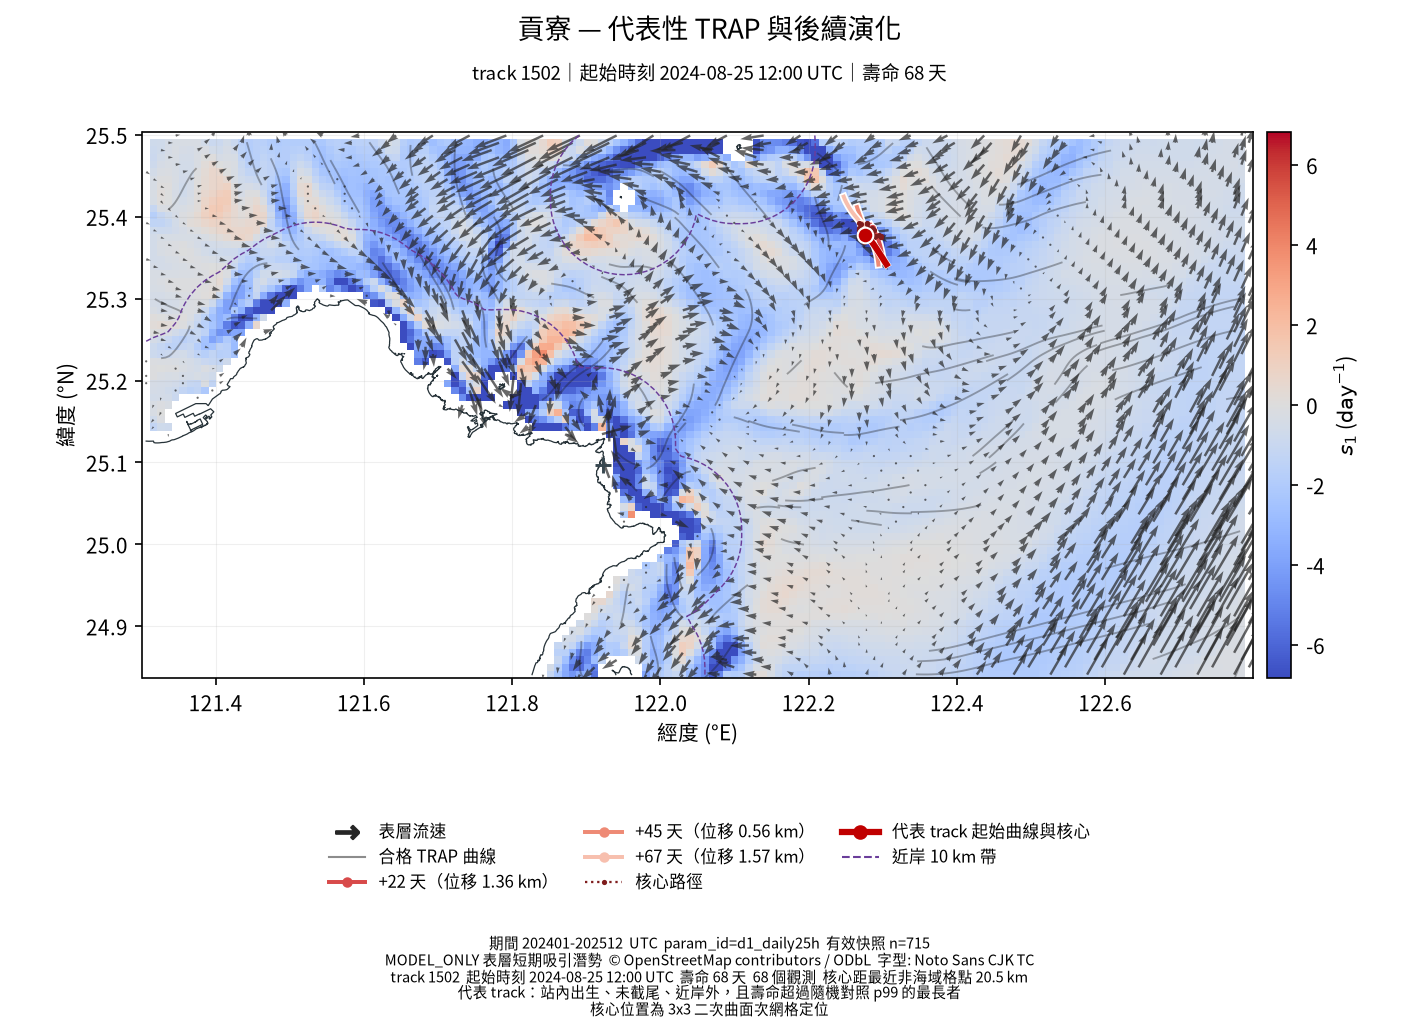 貢寮 — 代表性 TRAP 與後續演化
track 1502｜起始時刻 2024-08-25 12:00 UTC｜壽命 68 天
25.5
25.4
25.3
25.2
25.1
25.0
24.9
緯度 (°N)
121.4
121.6
121.8
122.0
122.2
122.4
122.6
經度 (°E)
6
4
2
0
-2
-4
-6
s₁ (day⁻¹)
表層流速
合格 TRAP 曲線
+22 天（位移 1.36 km）
+45 天（位移 0.56 km）
+67 天（位移 1.57 km）
核心路徑
代表 track 起始曲線與核心
近岸 10 km 帶
期間 202401-202512 UTC param_id=d1_daily25h 有效快照 n=715
MODEL_ONLY 表層短期吸引潛勢 © OpenStreetMap contributors / ODbL 字型: Noto Sans CJK TC
track 1502 起始時刻 2024-08-25 12:00 UTC 壽命 68 天 68 個觀測 核心距最近非海域格點 20.5 km
代表 track：站內出生、未截尾、近岸外，且壽命超過隨機對照 p99 的最長者
核心位置為 3x3 二次曲面次網格定位